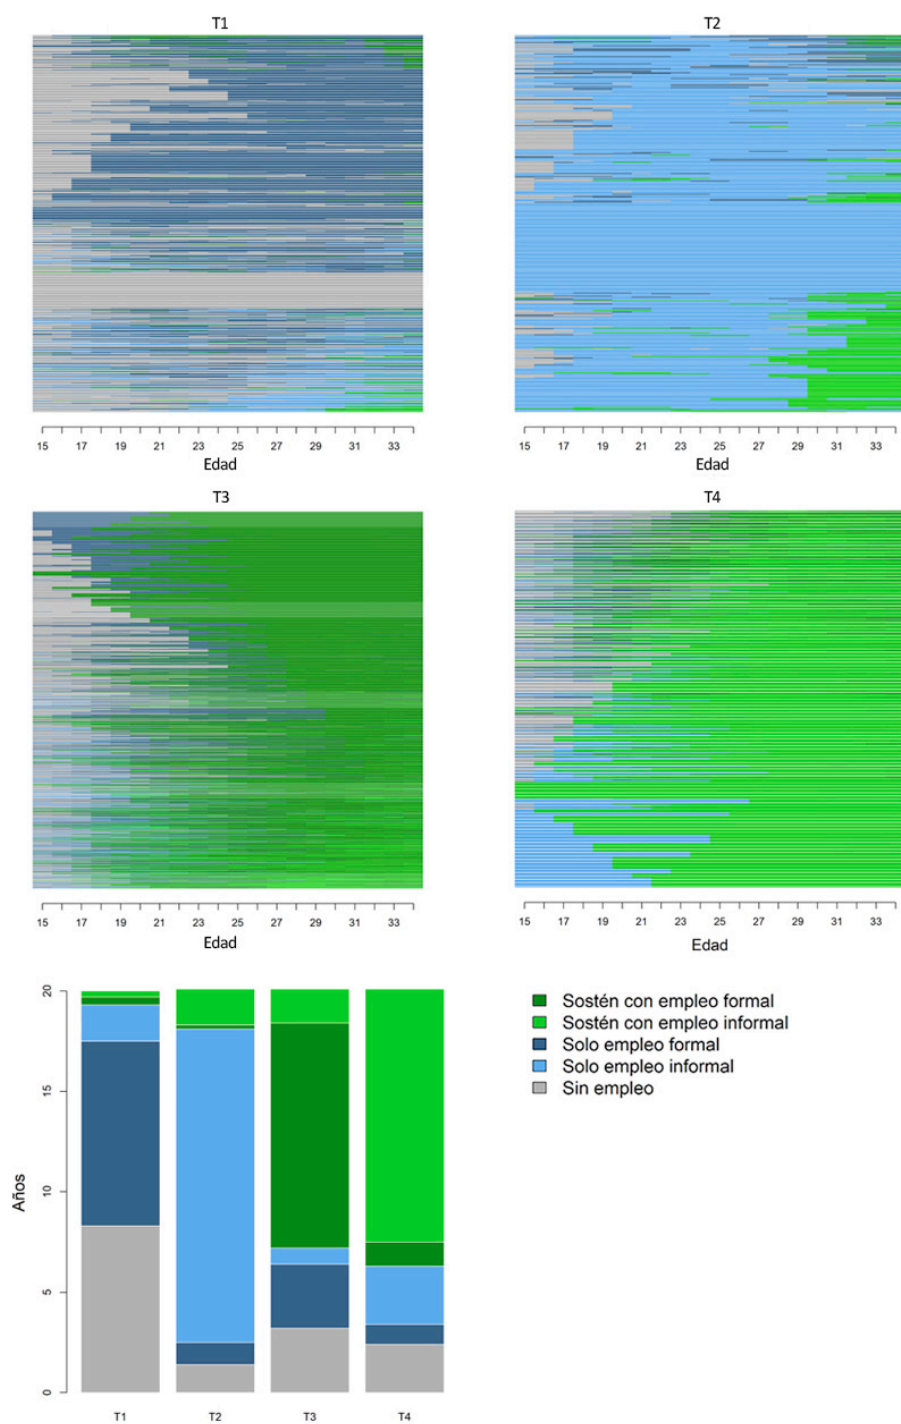 T1
T2
15 17 19 21 23 25 27 29 31 33
Edad
15 17 19 21 23 25 27 29 31 33
Edad
T3
T4
15 17 19 21 23 25 27 29 31 33
Edad
15 17 19 21 23 25 27 29 31 33
Edad
Años
20
15
10
5
0
T1 T2 T3 T4
Sostén con empleo formal
Sostén con empleo informal
Solo empleo formal
Solo empleo informal
Sin empleo